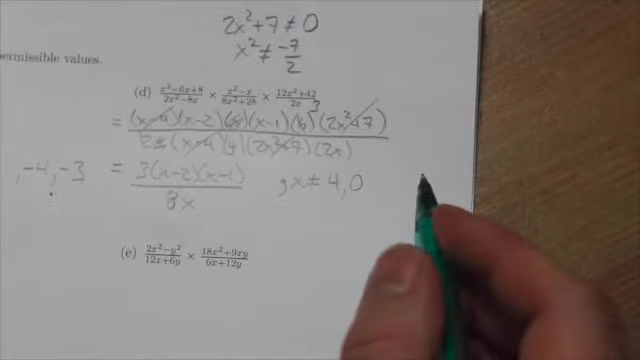 2x²+7≠0
x²≠ -7/2
permissible values.
(d) x²−6x+8/2x²−8x × x²−x/8x²+28 × 12x²+42/2x
= (x−4)(x−2)(x)(x−1)(6)(2x²+7)/2x(x−4)(4)(2x²+7)(2x)
, −4, −3
= 3(x−2)(x−1)/8x , x≠4,0
(e) 2x²−y²/12x+6y × 18x²+9xy/6x+12y